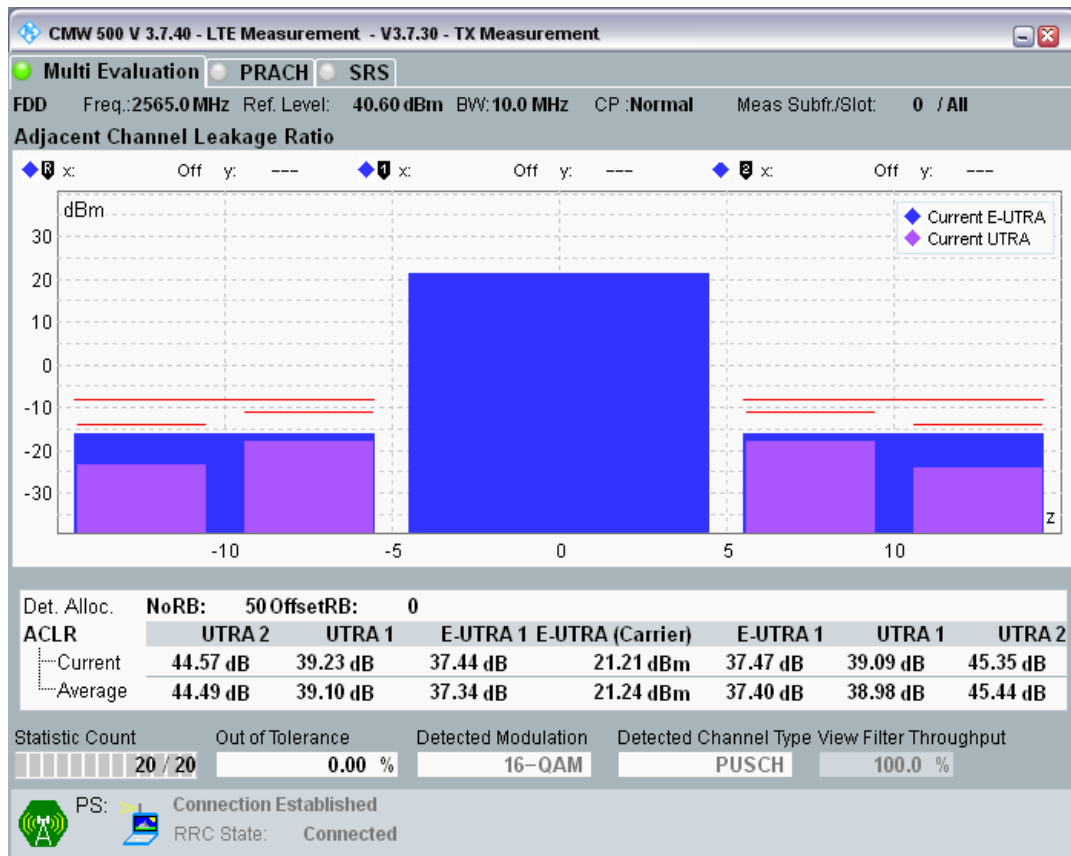 CMW 500 V 3.7.40 - LTE Measurement - V3.7.30 - TX Measurement
Multi Evaluation PRACH SRS
FDD Freq.:2565.0 MHz Ref. Level: 40.60 dBm BW:10.0 MHz CP :Normal Meas Subfr./Slot: 0 / All
Adjacent Channel Leakage Ratio
R x: Off y: --- 1 x: Off y: --- 2 x: Off y: ---
dBm
Current E-UTRA
Current UTRA
30
20
10
0
-10
-20
-30
z
-10 -5 0 5 10
Det. Alloc. NoRB: 50 OffsetRB: 0
ACLR UTRA 2 UTRA 1 E-UTRA 1 E-UTRA (Carrier) E-UTRA 1 UTRA 1 UTRA 2
Current 44.57 dB 39.23 dB 37.44 dB 21.21 dBm 37.47 dB 39.09 dB 45.35 dB
Average 44.49 dB 39.10 dB 37.34 dB 21.24 dBm 37.40 dB 38.98 dB 45.44 dB
Statistic Count Out of Tolerance Detected Modulation Detected Channel Type View Filter Throughput
20 / 20 0.00 % 16-QAM PUSCH 100.0 %
PS: Connection Established
RRC State: Connected